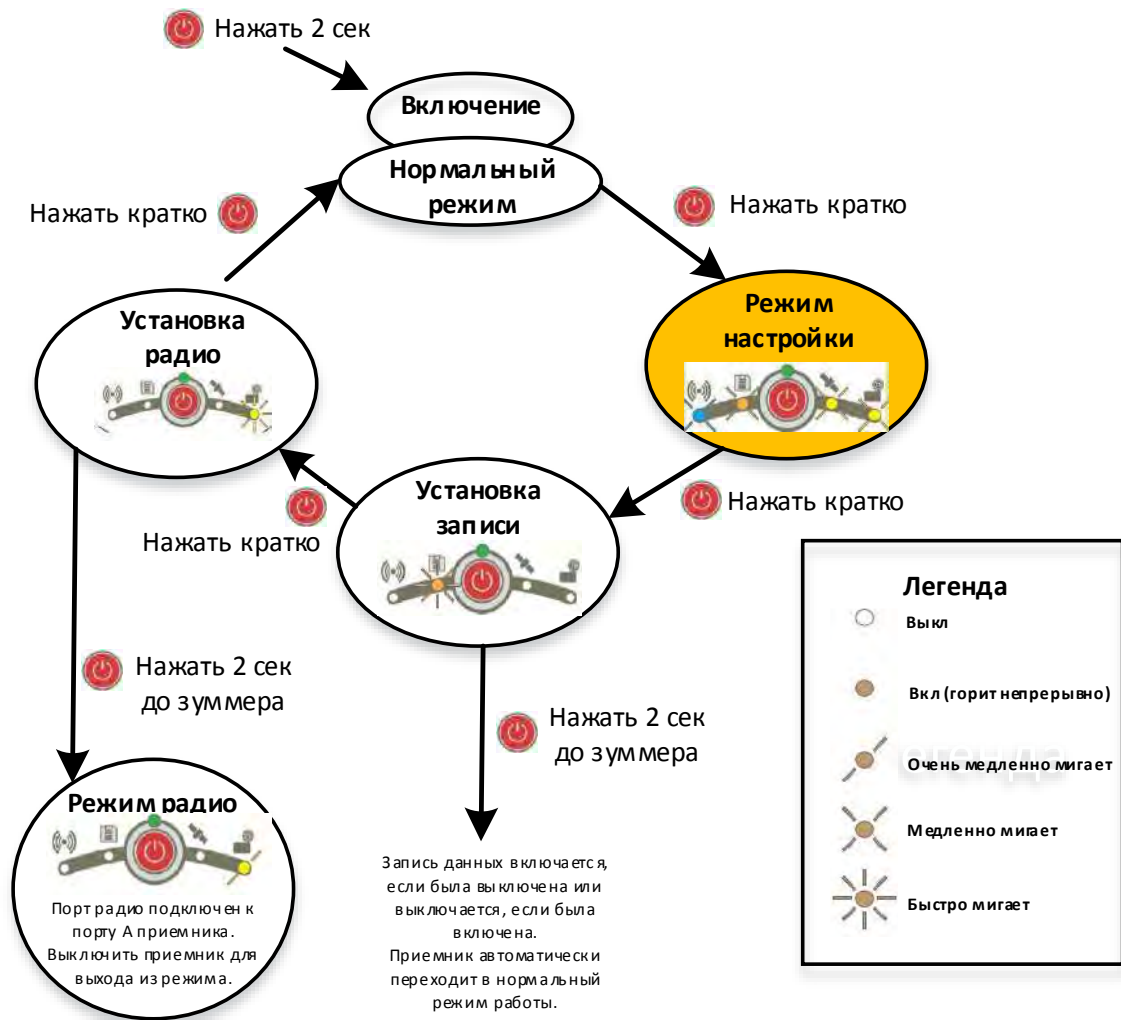 Нажать 2 сек
Включение
Нормальный
режим
Нажать кратко
Нажать кратко
Установка
радио
Режим
настройки
Нажать кратко
Установка
записи
Нажать кратко
Легенда
Выкл
Вкл (горит непрерывно)
Очень медленно мигает
Медленно мигает
Быстро мигает
Нажать 2 сек
до зуммера
Нажать 2 сек
до зуммера
Режим радио
Порт радио подключен к
порту А приемника.
Выключить приемник для
выхода из режима.
Запись данных включается,
если была выключена или
выключается, если была
включена.
Приемник автоматически
переходит в нормальный
режим работы.